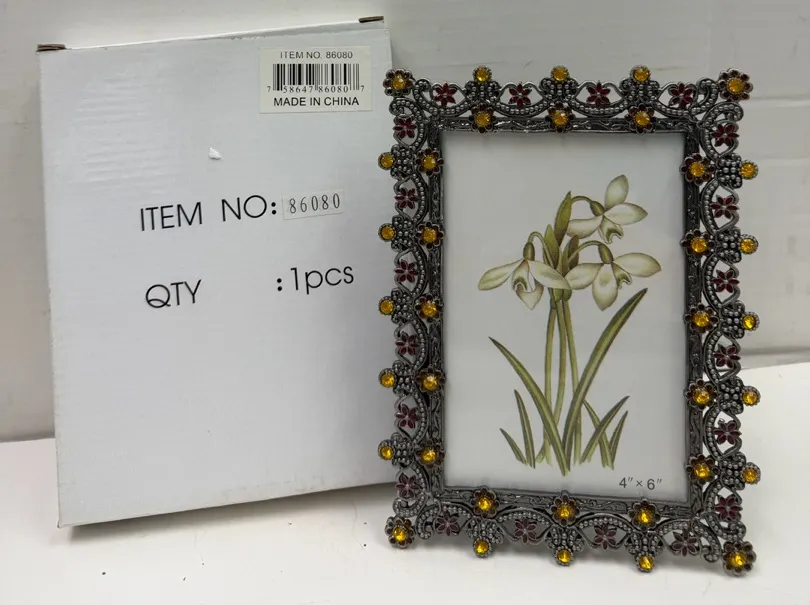 ITEM NO. 86080
7 58647 86080 7
MADE IN CHINA
ITEM NO: 86080
QTY : 1pcs
4" × 6"